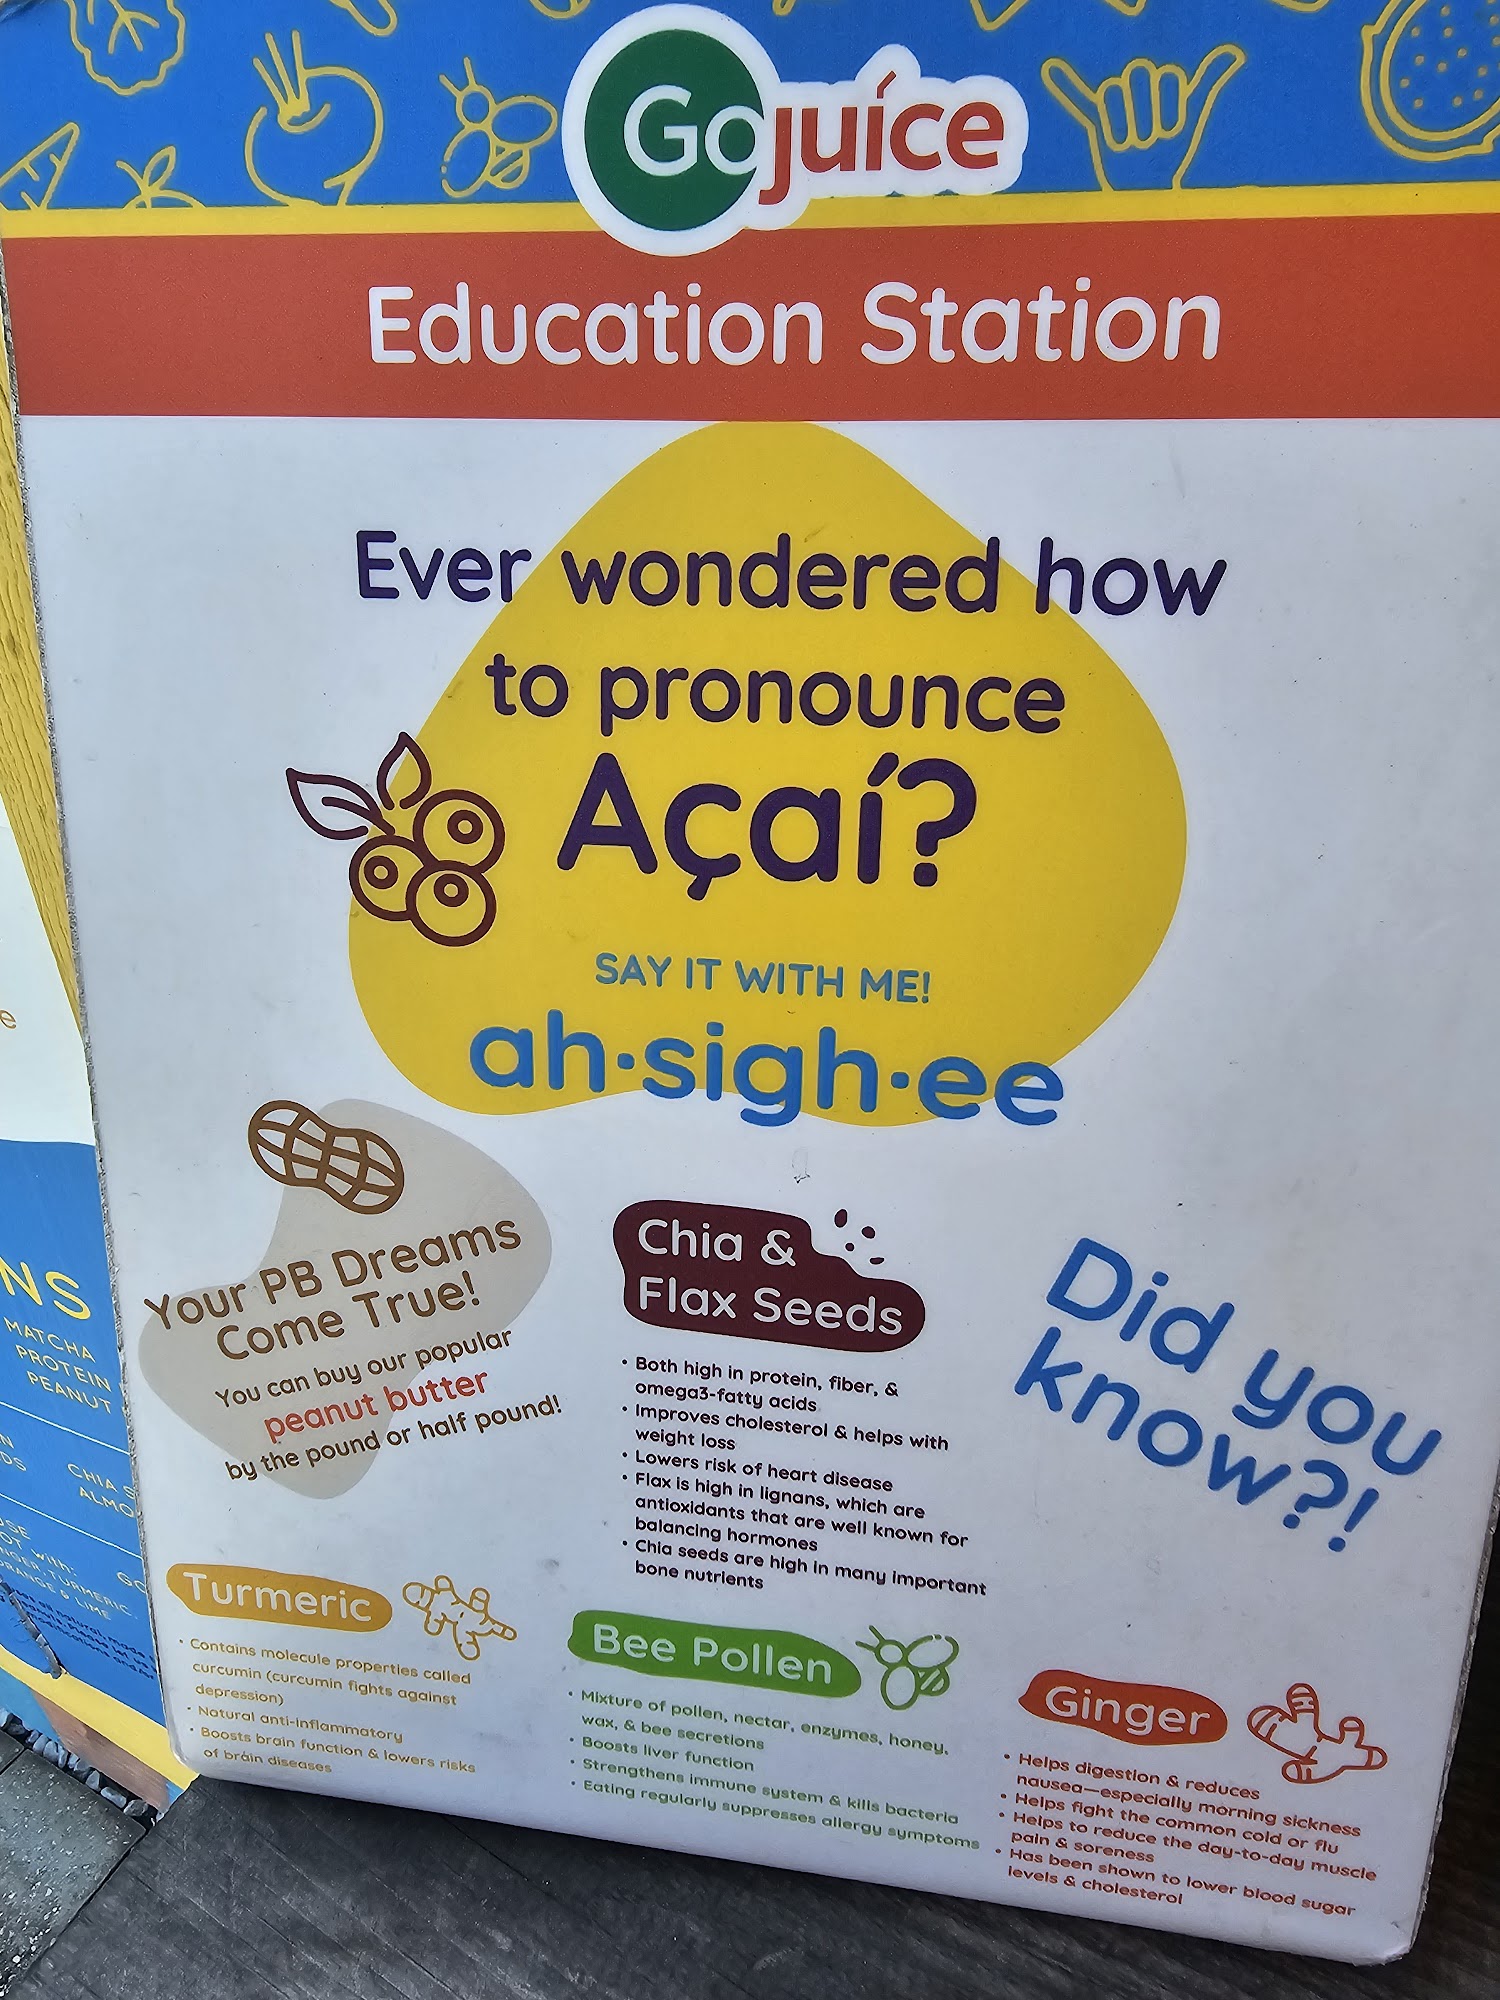 Gojuíce
Education Station
Ever wondered how
to pronounce
Açaí?
SAY IT WITH ME!
ah·sigh·ee
Your PB Dreams
Come True!
You can buy our popular
peanut butter
by the pound or half pound!
Chia &
Flax Seeds
• Both high in protein, fiber, &
omega3-fatty acids
• Improves cholesterol & helps with
weight loss
• Lowers risk of heart disease
• Flax is high in lignans, which are
antioxidants that are well known for
balancing hormones
• Chia seeds are high in many important
bone nutrients
Did you
know?!
Turmeric
• Contains molecule properties called
curcumin (curcumin fights against
depression)
• Natural anti-inflammatory
• Boosts brain function & lowers risks
of brain diseases
Bee Pollen
• Mixture of pollen, nectar, enzymes, honey,
wax, & bee secretions
• Boosts liver function
• Strengthens immune system & kills bacteria
• Eating regularly suppresses allergy symptoms
Ginger
• Helps digestion & reduces
nausea—especially morning sickness
• Helps fight the common cold or flu
• Helps to reduce the day-to-day muscle
pain & soreness
• Has been shown to lower blood sugar
levels & cholesterol
MATCHA
PROTEIN
PEANUT
CHIA